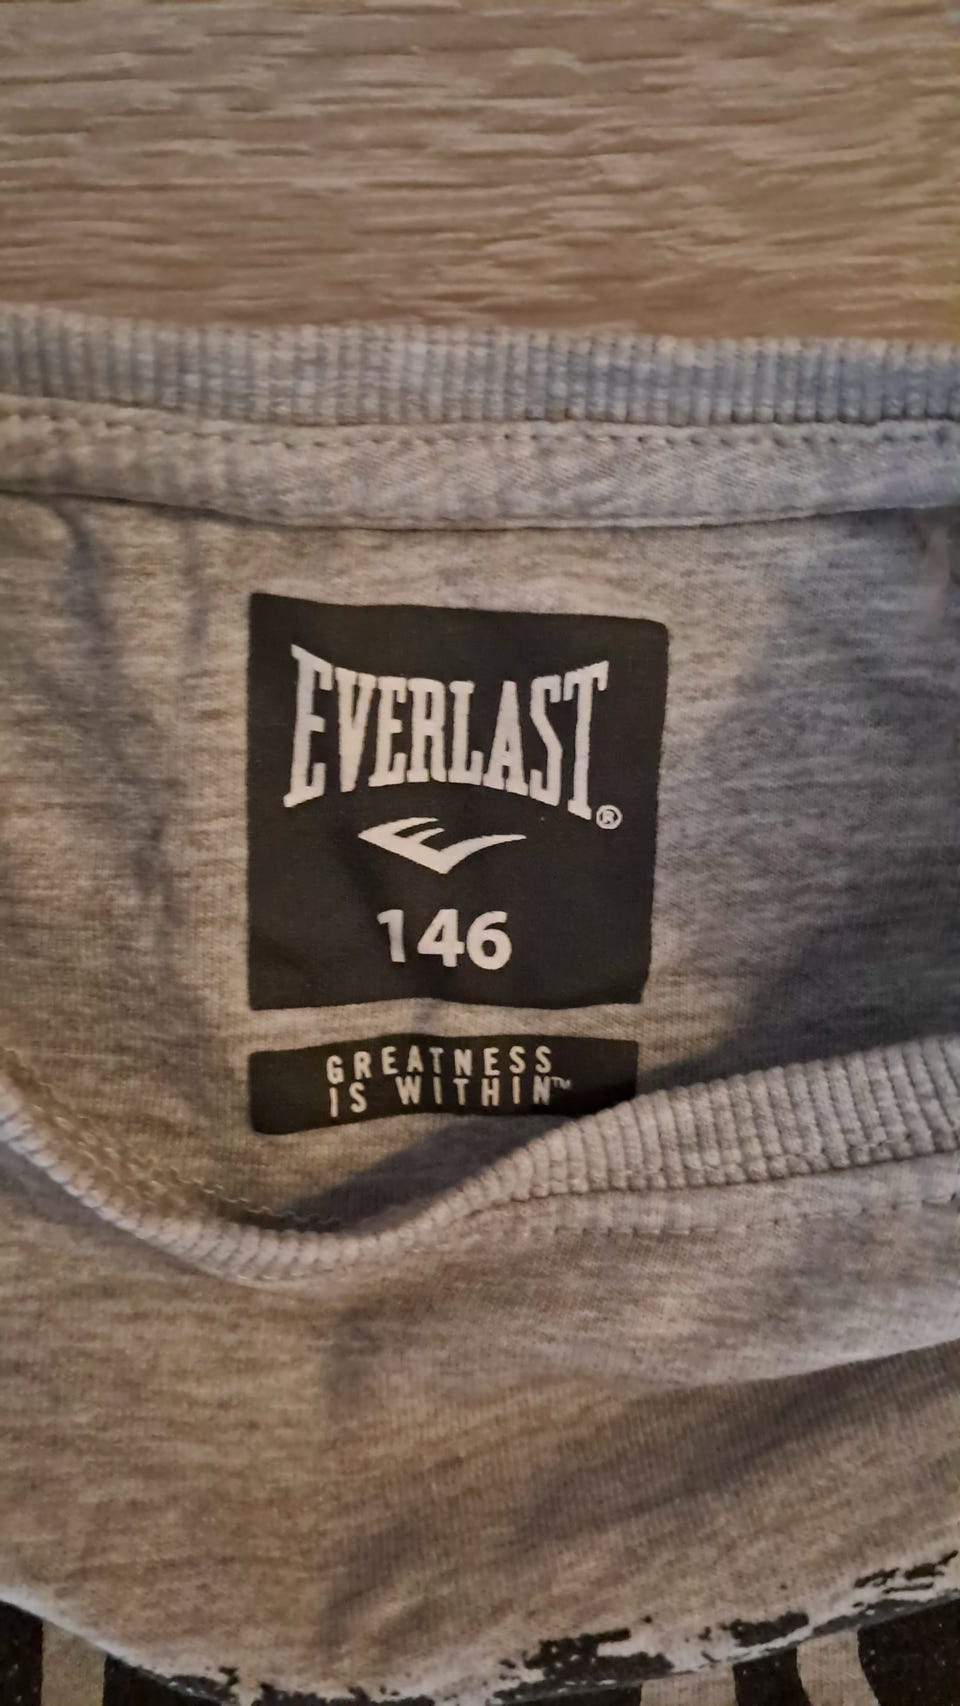 EVERLAST®
146
GREATNESS
IS WITHIN™